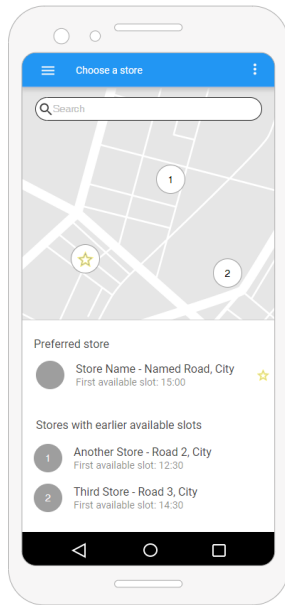 Choose a store
Search
1
2
Preferred store
Store Name - Named Road, City
First available slot: 15:00
Stores with earlier available slots
1
Another Store - Road 2, City
First available slot: 12:30
2
Third Store - Road 3, City
First available slot: 14:30